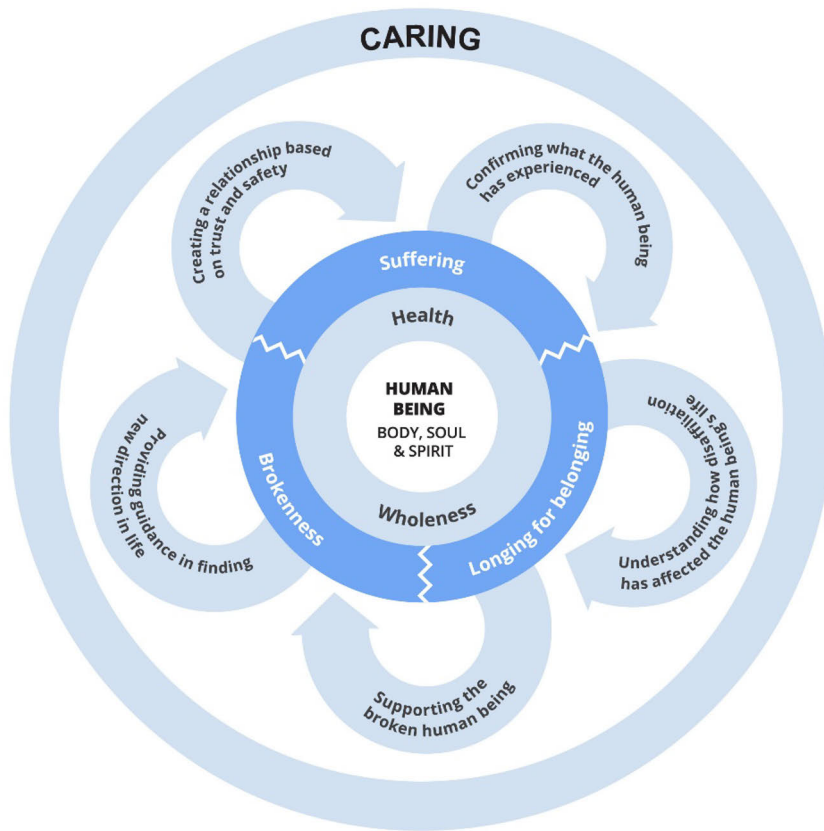 CARING
Creating a relationship based
on trust and safety
Confirming what the human being
has experienced
Understanding how disaffiliation
has affected the human being's life
Supporting the
broken human being
Providing guidance in finding
new direction in life
Suffering
Longing for belonging
Brokenness
Health
HUMAN
BEING
BODY, SOUL
& SPIRIT
Wholeness